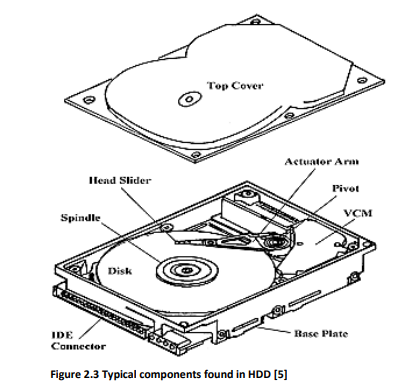 Top Cover
Actuator Arm
Head Slider
Pivot
Spindle
VCM
Disk
IDE
Connector
Base Plate
Figure 2.3 Typical components found in HDD [5]